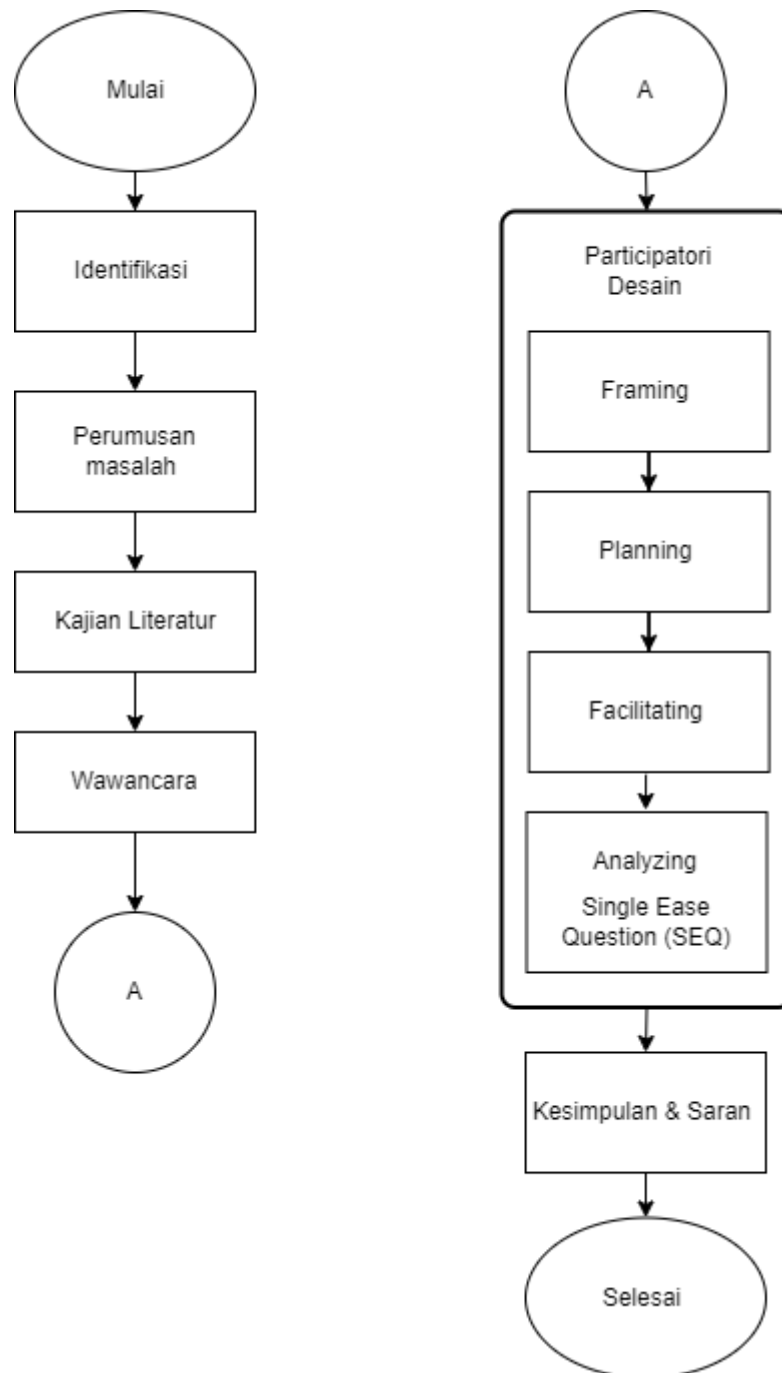 Mulai
Identifikasi
Perumusan
masalah
Kajian Literatur
Wawancara
A
A
Participatori
Desain
Framing
Planning
Facilitating
Analyzing
Single Ease
Question (SEQ)
Kesimpulan & Saran
Selesai